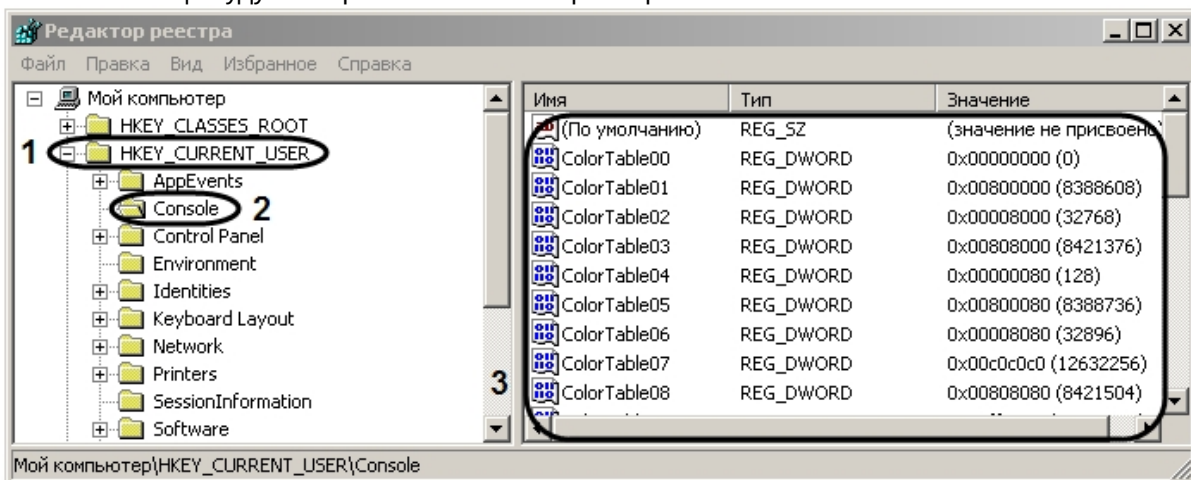 Редактор реестра
Файл Правка Вид Избранное Справка
Мой компьютер
HKEY_CLASSES_ROOT
1 HKEY_CURRENT_USER
AppEvents
Console 2
Control Panel
Environment
Identities
Keyboard Layout
Network
Printers
SessionInformation
Software
3
Имя Тип Значение
(По умолчанию) REG_SZ (значение не присвоено)
ColorTable00 REG_DWORD 0x00000000 (0)
ColorTable01 REG_DWORD 0x00800000 (8388608)
ColorTable02 REG_DWORD 0x00008000 (32768)
ColorTable03 REG_DWORD 0x00808000 (8421376)
ColorTable04 REG_DWORD 0x00000080 (128)
ColorTable05 REG_DWORD 0x00800080 (8388736)
ColorTable06 REG_DWORD 0x00008080 (32896)
ColorTable07 REG_DWORD 0x00c0c0c0 (12632256)
ColorTable08 REG_DWORD 0x00808080 (8421504)
Мой компьютер\HKEY_CURRENT_USER\Console